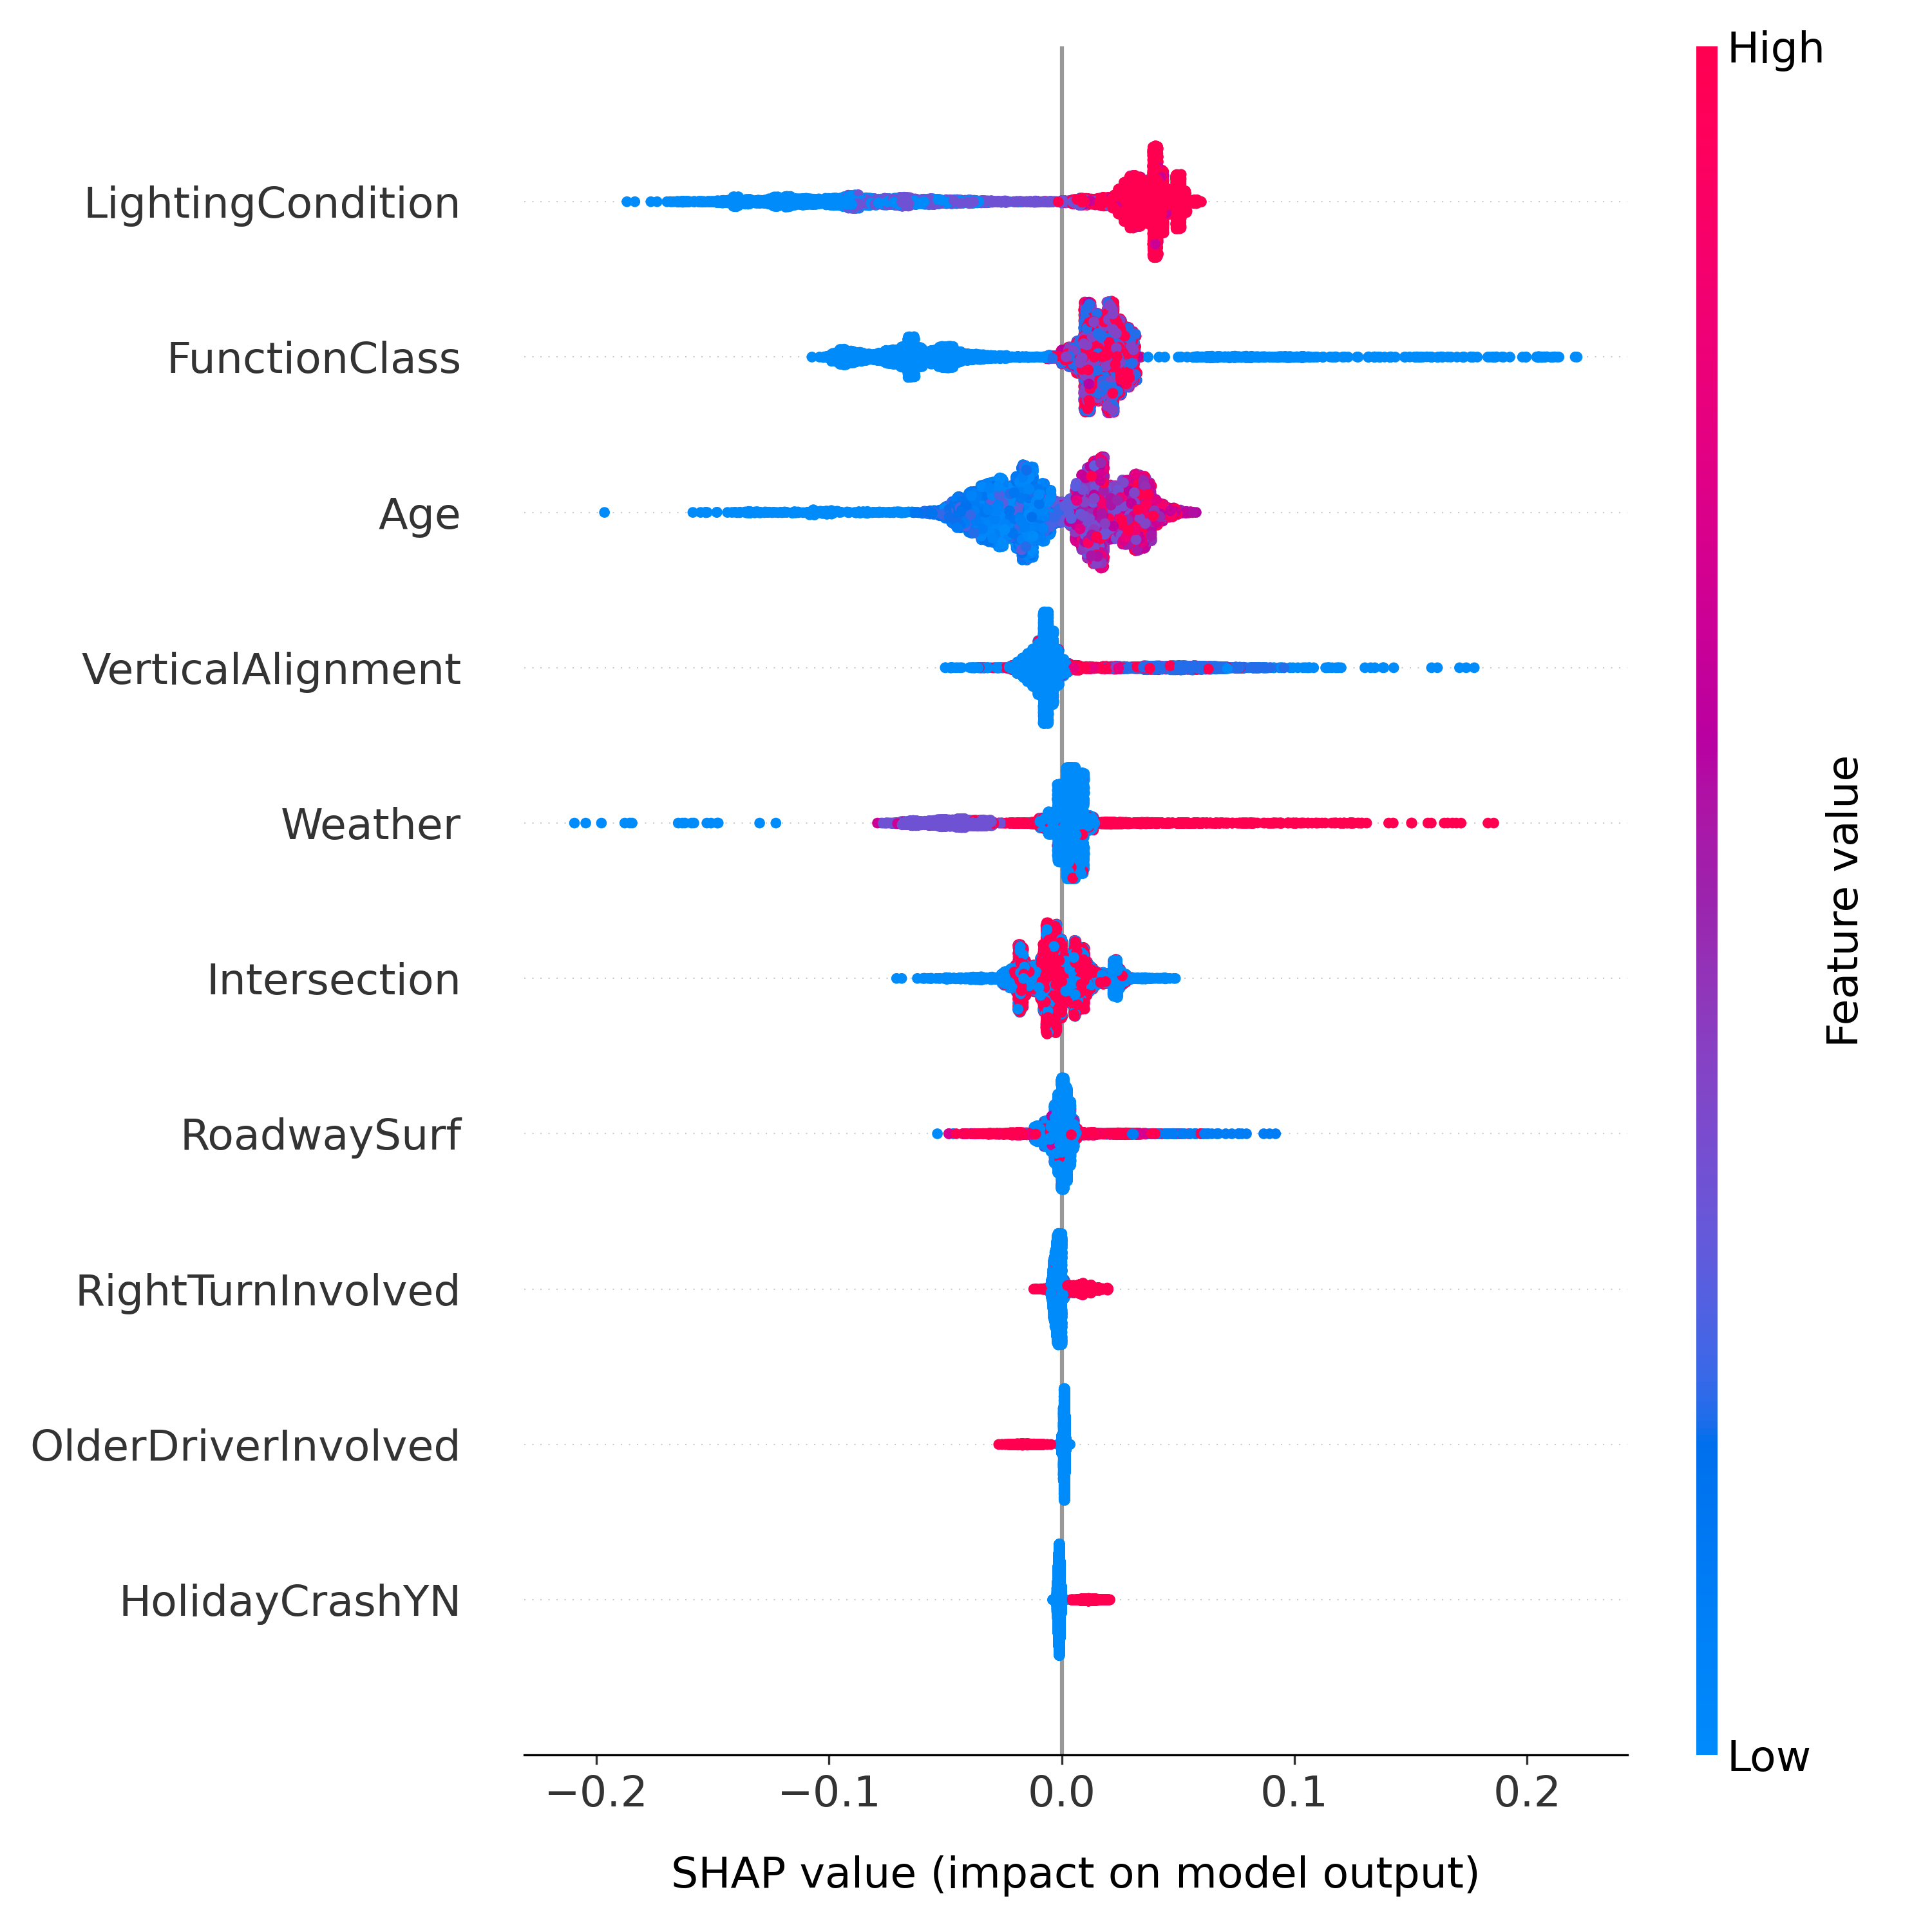 High
LightingCondition
FunctionClass
Age
VerticalAlignment
Weather
Intersection
RoadwaySurf
RightTurnInvolved
OlderDriverInvolved
HolidayCrashYN
Feature value
Low
−0.2 −0.1 0.0 0.1 0.2
SHAP value (impact on model output)